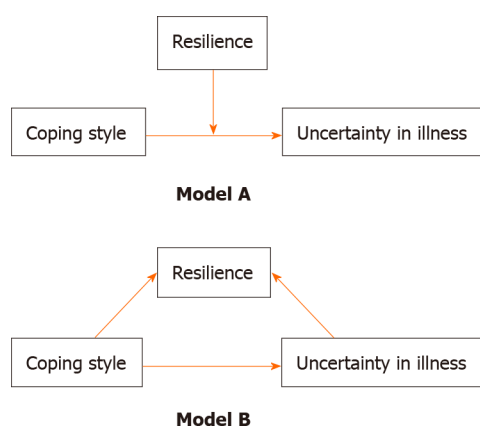 Resilience
Coping style
Uncertainty in illness
Model A
Resilience
Coping style
Uncertainty in illness
Model B